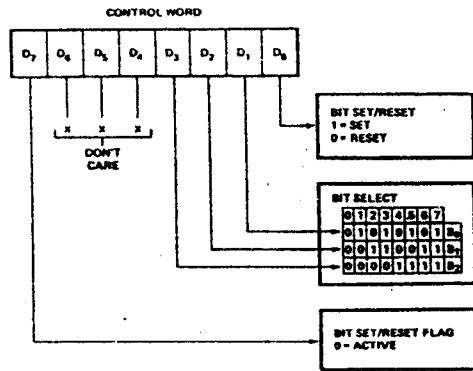 CONTROL WORD
D7 D6 D5 D4 D3 D2 D1 D0
X X X
DON'T
CARE
BIT SET/RESET
1 = SET
0 = RESET
BIT SELECT
0 1 2 3 4 5 6 7
0 1 0 1 0 1 0 1 B0
0 0 1 1 0 0 1 1 B1
0 0 0 0 1 1 1 1 B2
BIT SET/RESET FLAG
0 = ACTIVE